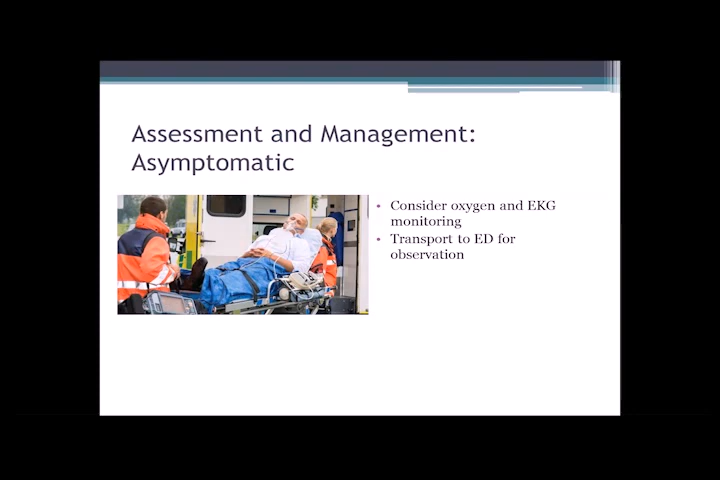 Assessment and Management:
Asymptomatic
• Consider oxygen and EKG
monitoring
• Transport to ED for
observation